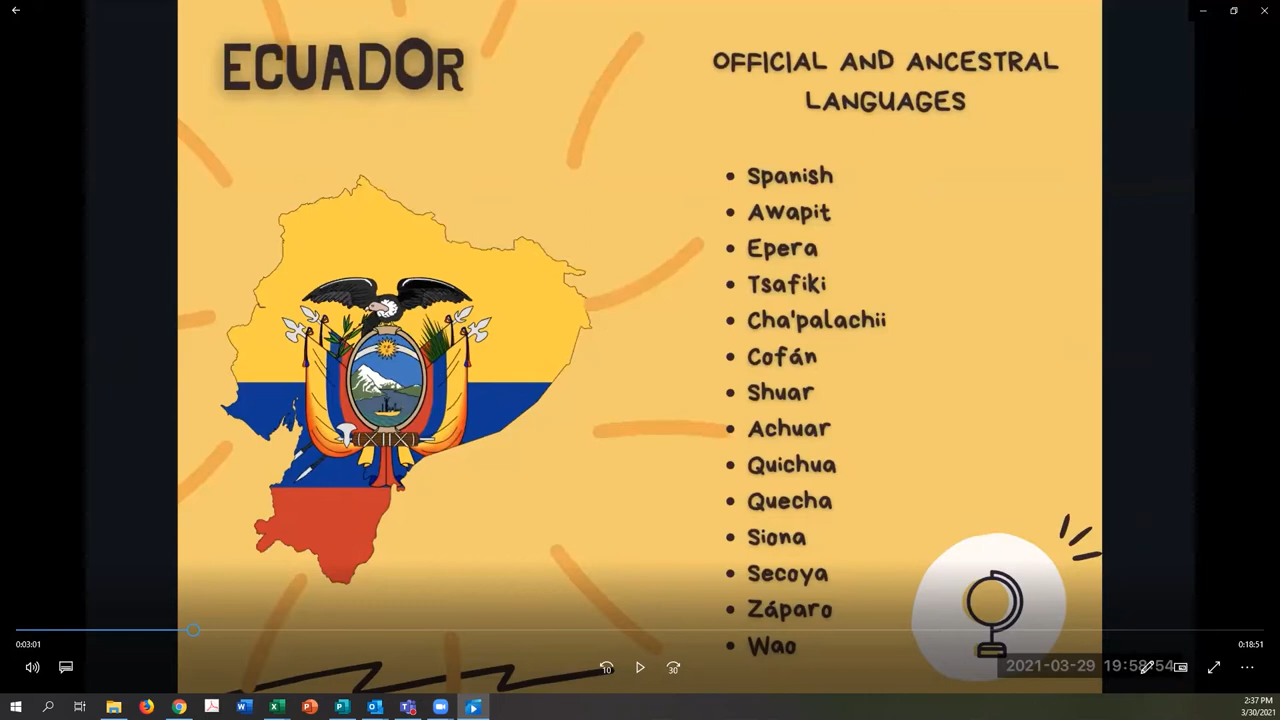 ECUADOR
OFFICIAL AND ANCESTRAL
LANGUAGES
• Spanish
• Awapit
• Epera
• Tsafiki
• Cha'palachii
• Cofán
• Shuar
• Achuar
• Quichua
• Quecha
• Siona
• Secoya
• Záparo
• Wao
0:03:01
0:18:51
10
30
2021-03-29 19:58:54
2:37 PM
3/30/2021